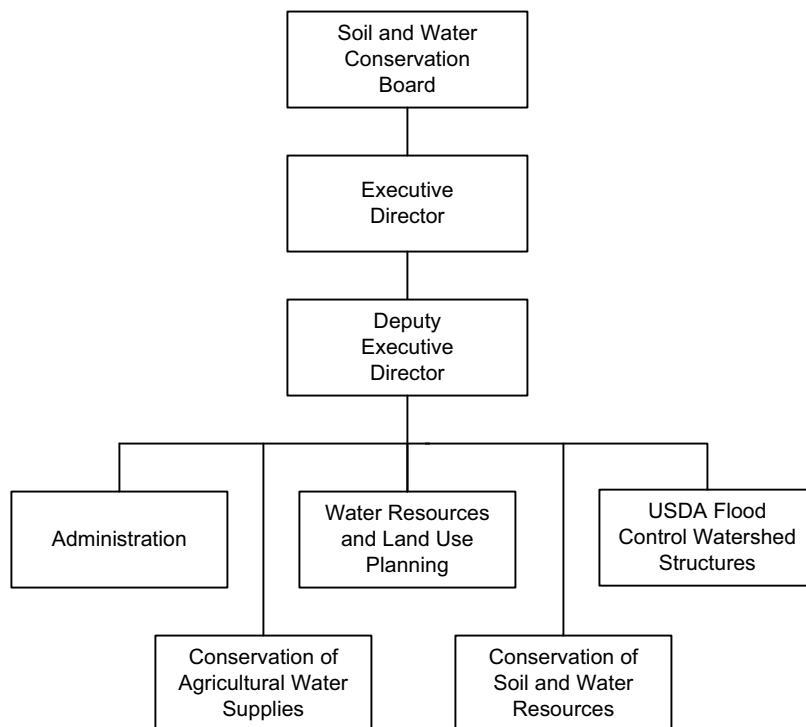 Soil and Water
Conservation
Board
Executive
Director
Deputy
Executive
Director
Administration
Water Resources
and Land Use
Planning
USDA Flood
Control Watershed
Structures
Conservation of
Agricultural Water
Supplies
Conservation of
Soil and Water
Resources